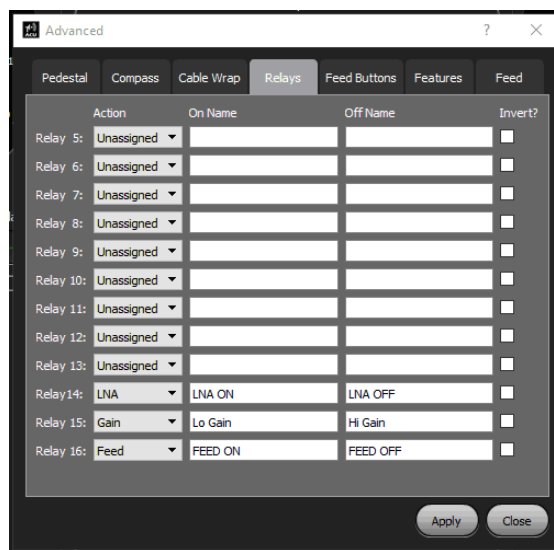 Advanced
ACU
Pedestal Compass Cable Wrap Relays Feed Buttons Features Feed
Action On Name Off Name Invert?
Relay 5: Unassigned
Relay 6: Unassigned
Relay 7: Unassigned
Relay 8: Unassigned
Relay 9: Unassigned
Relay 10: Unassigned
Relay 11: Unassigned
Relay 12: Unassigned
Relay 13: Unassigned
Relay14: LNA LNA ON LNA OFF
Relay 15: Gain Lo Gain Hi Gain
Relay 16: Feed FEED ON FEED OFF
Apply Close